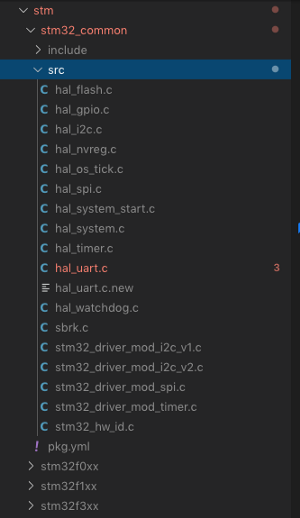 stm
stm32_common
include
src
C hal_flash.c
C hal_gpio.c
C hal_i2c.c
C hal_nvreg.c
C hal_os_tick.c
C hal_spi.c
C hal_system_start.c
C hal_system.c
C hal_timer.c
C hal_uart.c 3
hal_uart.c.new
C hal_watchdog.c
C sbrk.c
C stm32_driver_mod_i2c_v1.c
C stm32_driver_mod_i2c_v2.c
C stm32_driver_mod_spi.c
C stm32_driver_mod_timer.c
C stm32_hw_id.c
! pkg.yml
stm32f0xx
stm32f1xx
stm32f3xx